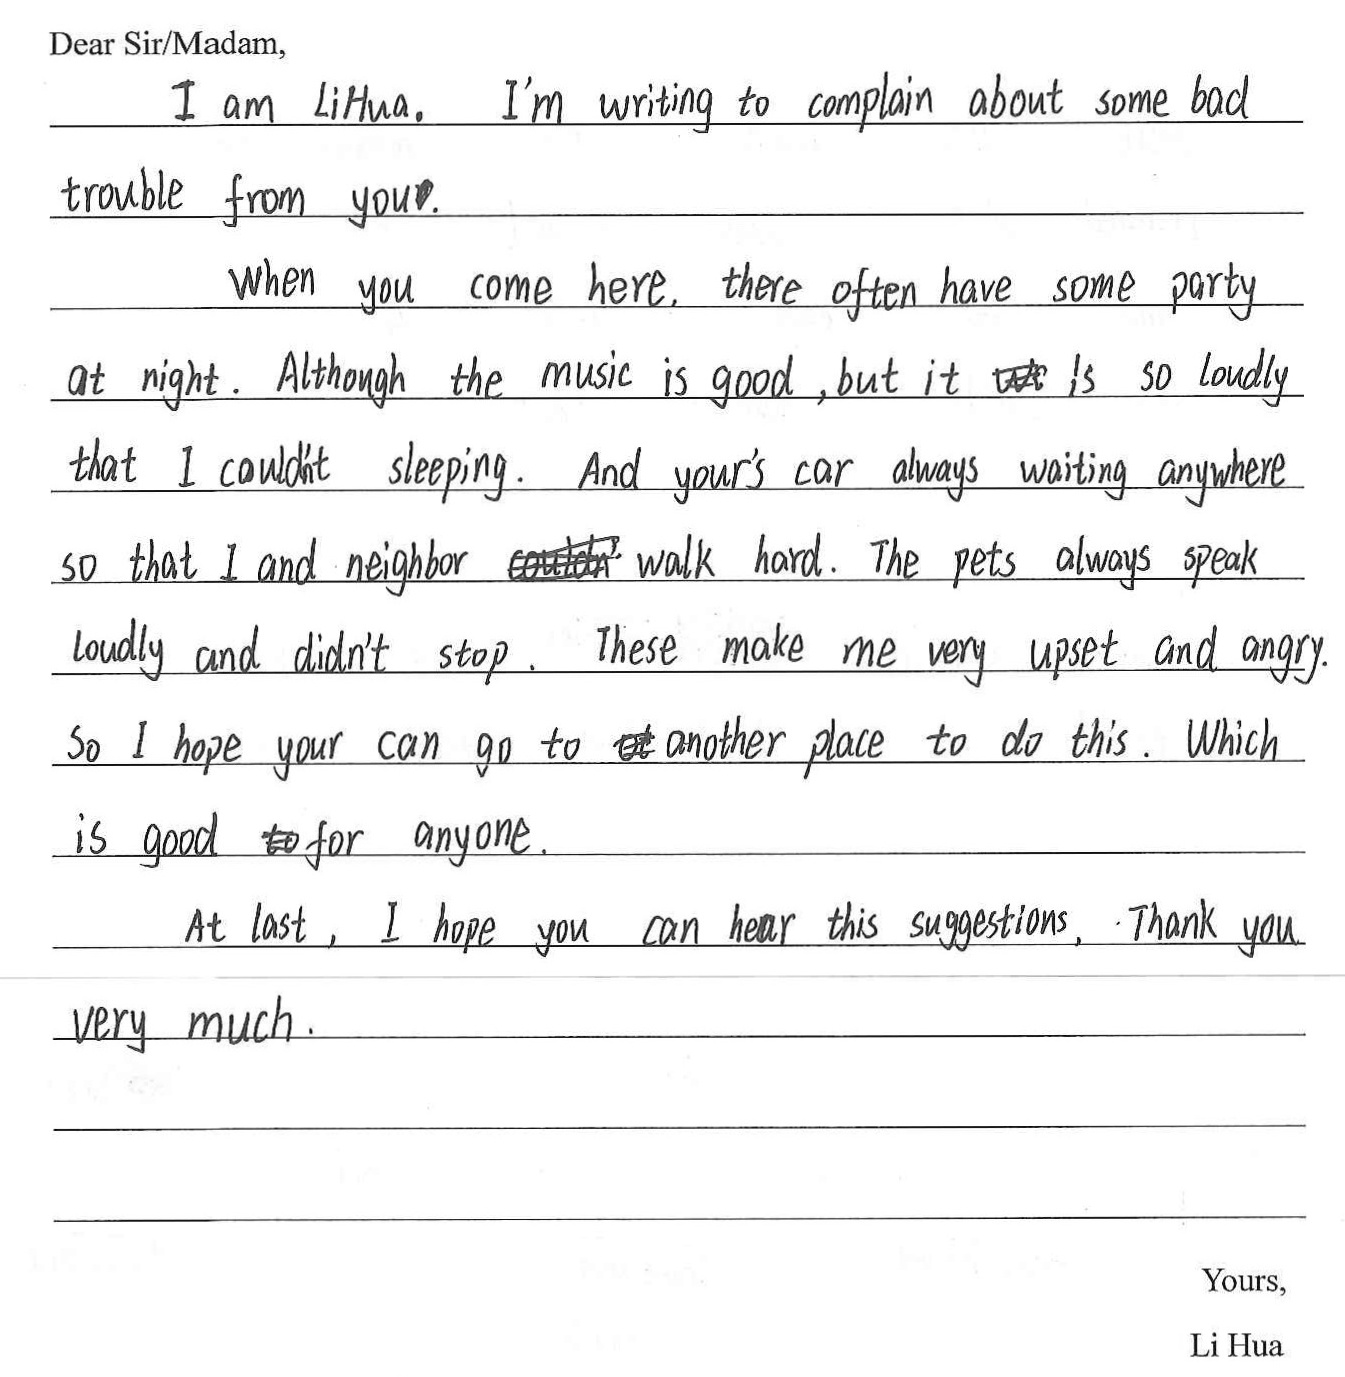 Dear Sir/Madam,
I am LiHua. I'm writing to complain about some bad
trouble from you.
When you come here, there often have some party
at night. Although the music is good, but it is so loudly
that I couldn't sleeping. And your's car always waiting anywhere
so that I and neighbor walk hard. The pets always speak
loudly and didn't stop. These make me very upset and angry.
So I hope your can go to another place to do this. Which
is good for anyone.
At last, I hope you can hear this suggestions, Thank you
very much.
Yours,
Li Hua